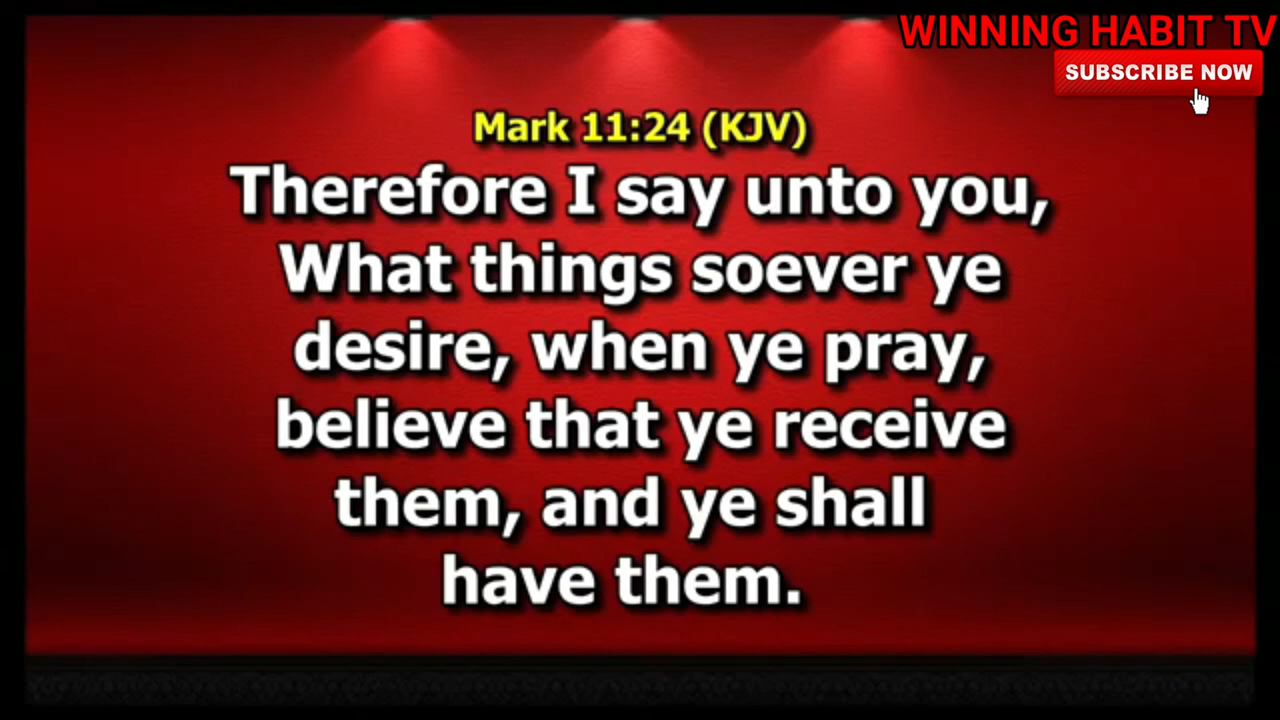 WINNING HABIT TV
SUBSCRIBE NOW
Mark 11:24 (KJV)
Therefore I say unto you,
What things soever ye
desire, when ye pray,
believe that ye receive
them, and ye shall
have them.